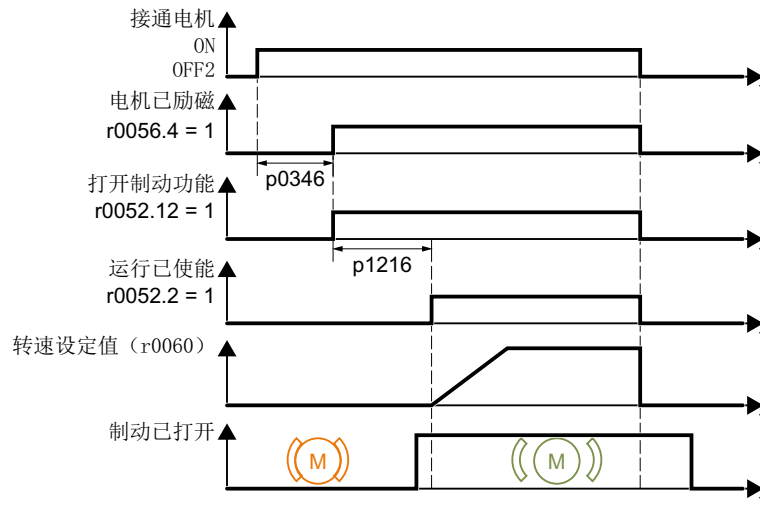 接通电机
ON
OFF2
电机已励磁
r0056.4 = 1
p0346
打开制动功能
r0052.12 = 1
p1216
运行已使能
r0052.2 = 1
转速设定值（r0060）
制动已打开
M
M